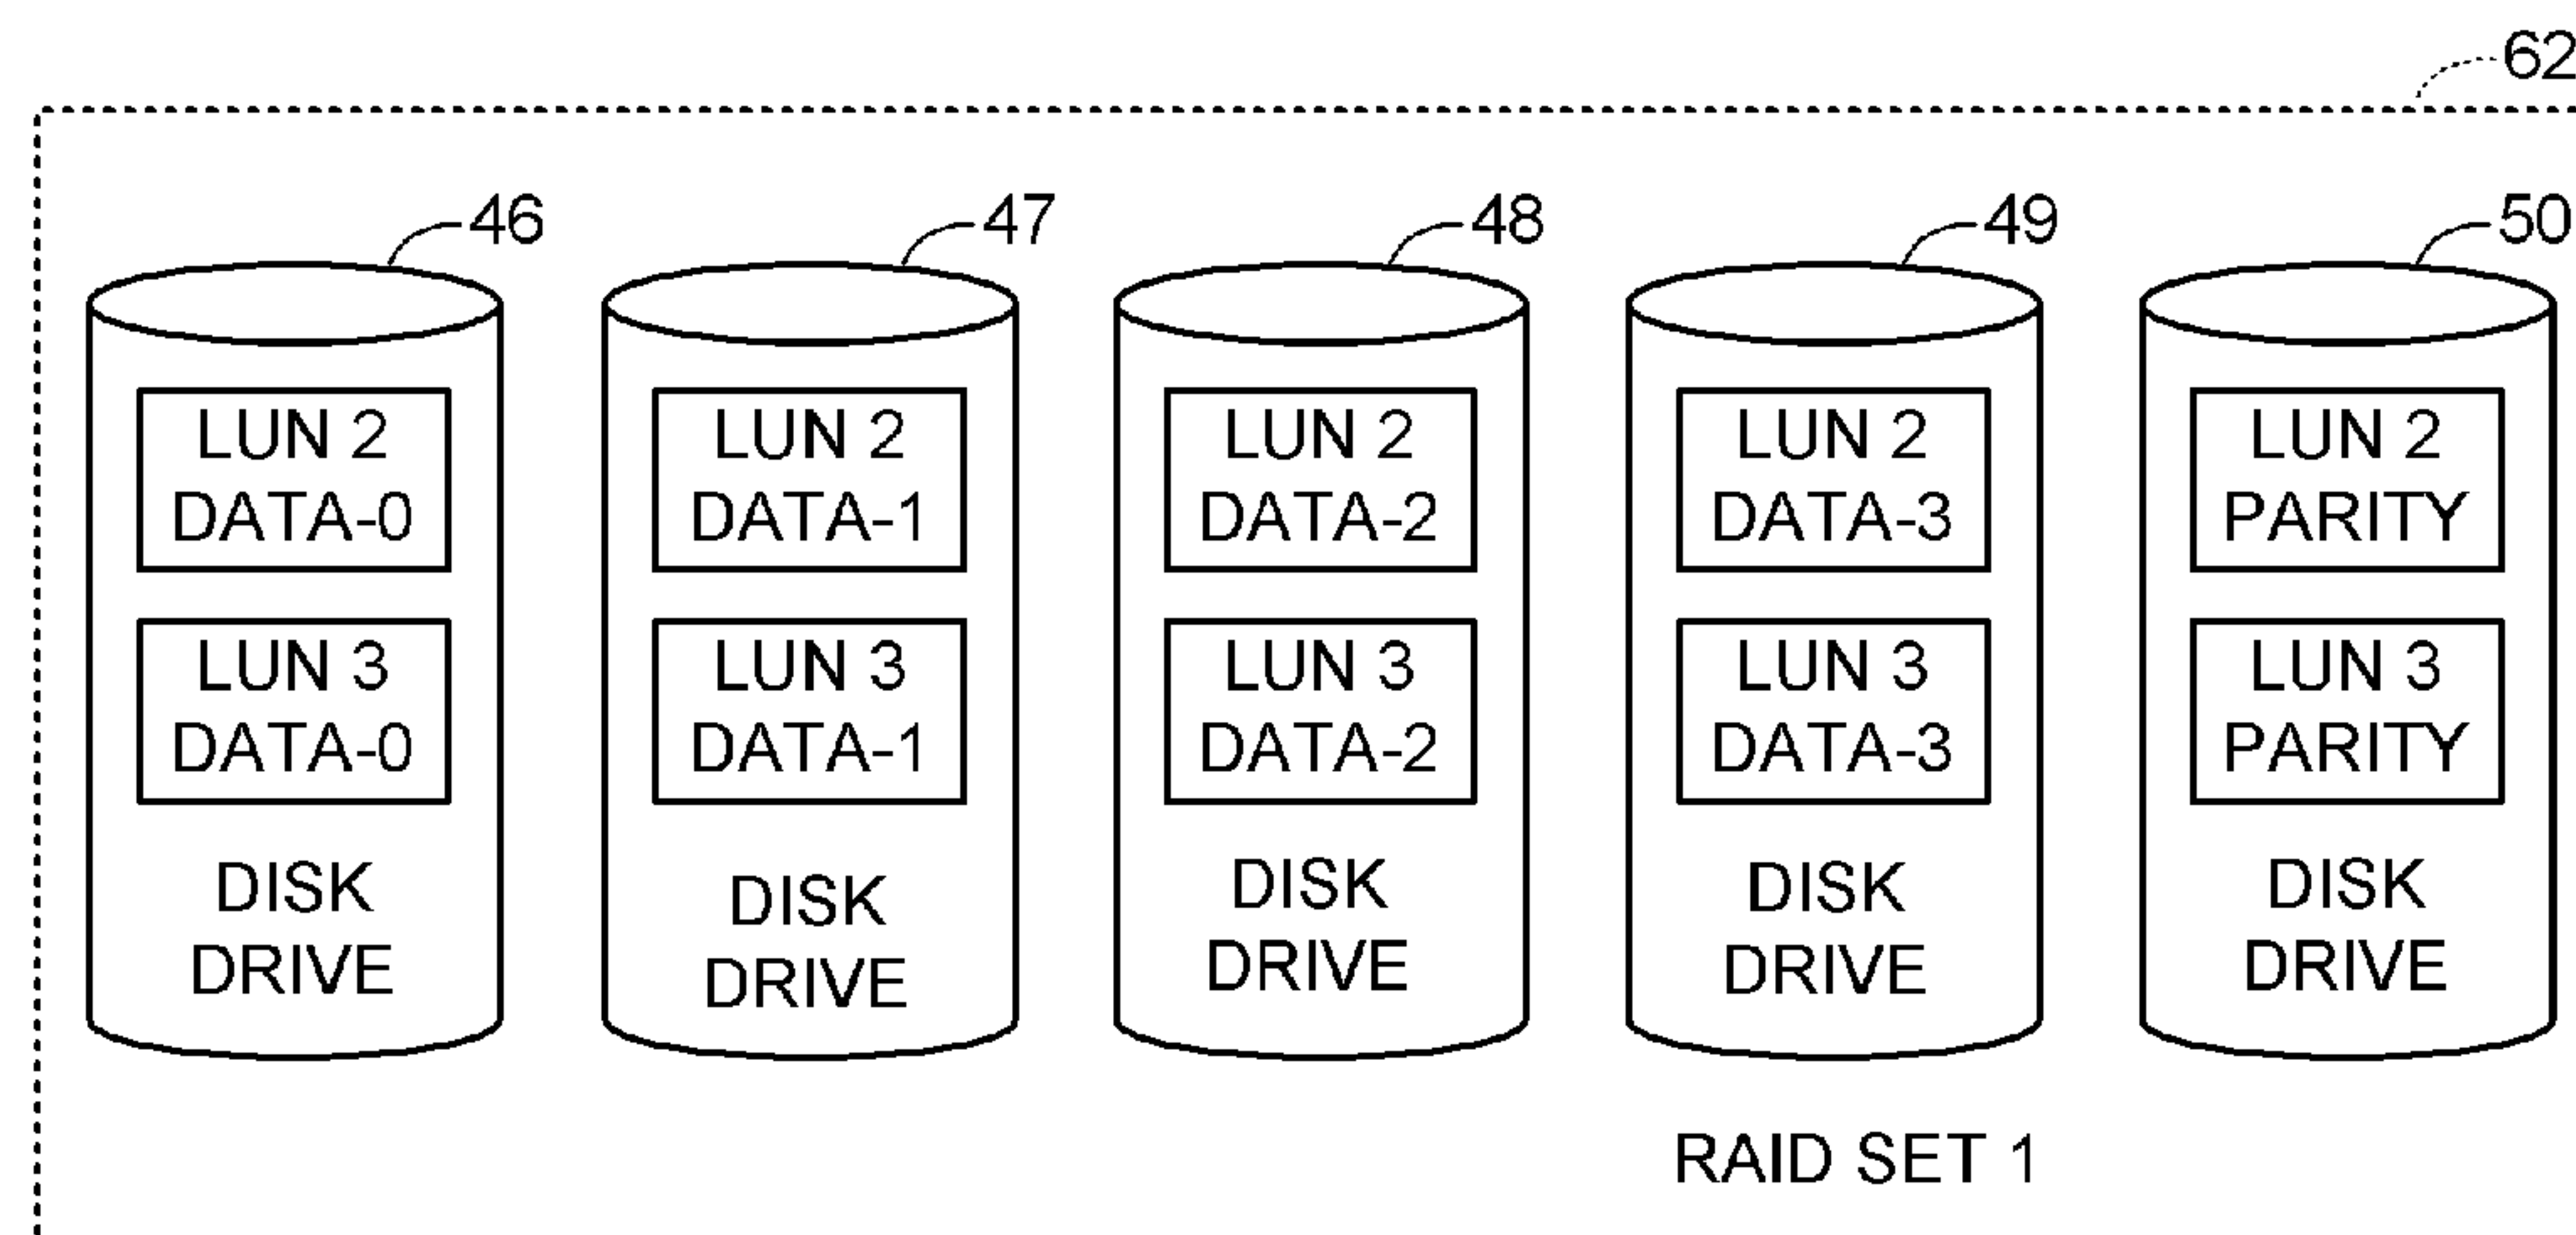 62
46
47
48
49
50
LUN 2
DATA-0
LUN 2
DATA-1
LUN 2
DATA-2
LUN 2
DATA-3
LUN 2
PARITY
LUN 3
DATA-0
LUN 3
DATA-1
LUN 3
DATA-2
LUN 3
DATA-3
LUN 3
PARITY
DISK
DRIVE
DISK
DRIVE
DISK
DRIVE
DISK
DRIVE
DISK
DRIVE
RAID SET 1